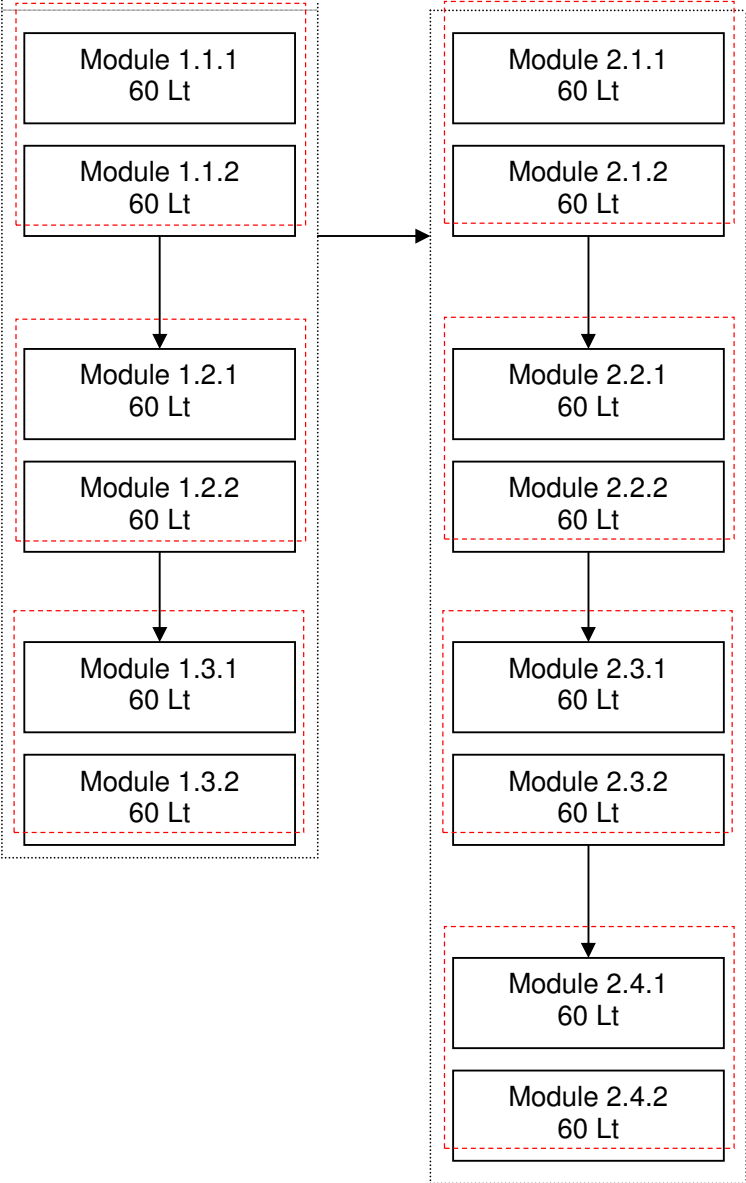 Module 1.1.1
60 Lt
Module 1.1.2
60 Lt
Module 1.2.1
60 Lt
Module 1.2.2
60 Lt
Module 1.3.1
60 Lt
Module 1.3.2
60 Lt
Module 2.1.1
60 Lt
Module 2.1.2
60 Lt
Module 2.2.1
60 Lt
Module 2.2.2
60 Lt
Module 2.3.1
60 Lt
Module 2.3.2
60 Lt
Module 2.4.1
60 Lt
Module 2.4.2
60 Lt